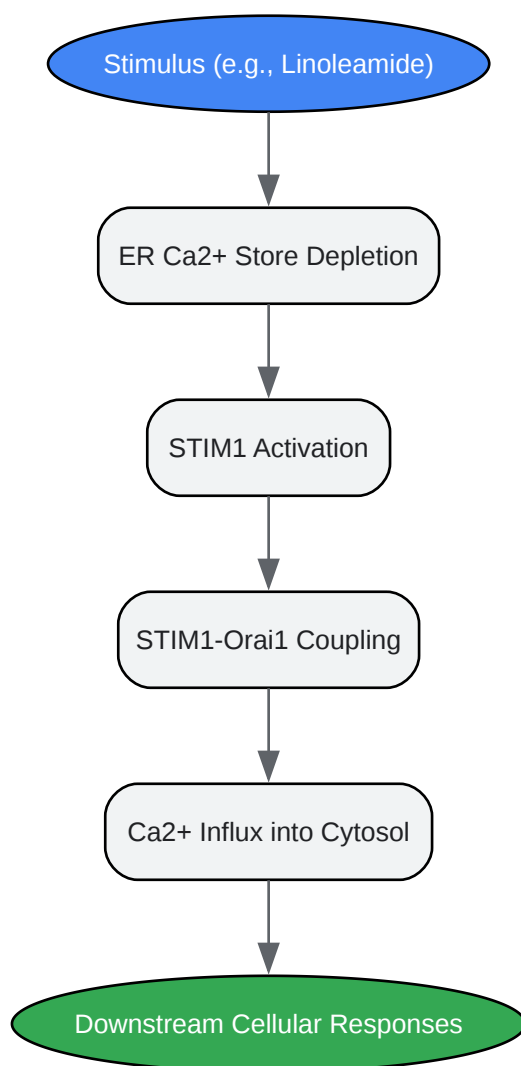 Stimulus (e.g., Linoleamide)
ER Ca2+ Store Depletion
STIM1 Activation
STIM1-Orai1 Coupling
Ca2+ Influx into Cytosol
Downstream Cellular Responses